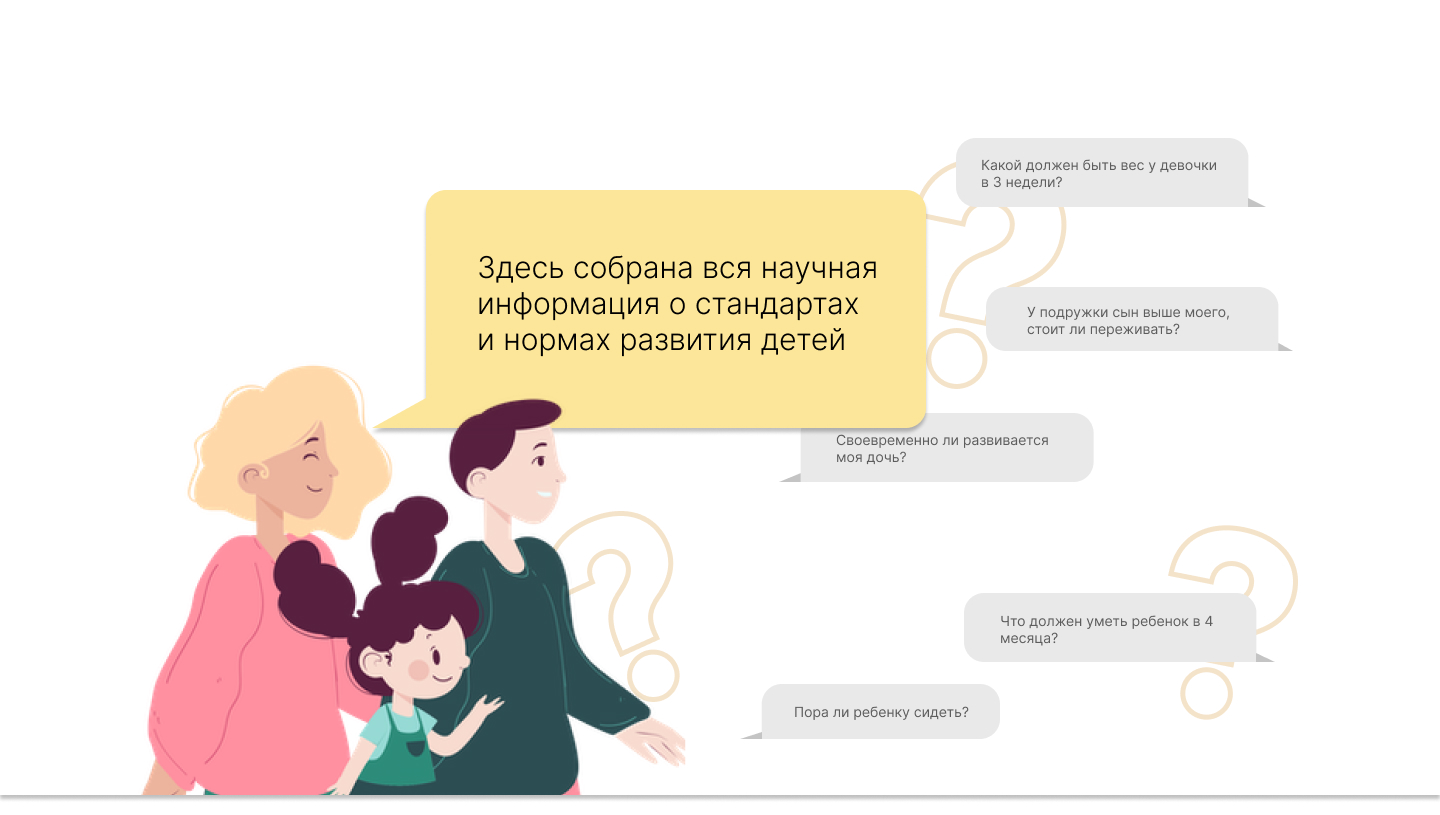 Какой должен быть вес у девочки
в 3 недели?
Здесь собрана вся научная
информация о стандартах
и нормах развития детей
У подружки сын выше моего,
стоит ли переживать?
Своевременно ли развивается
моя дочь?
Что должен уметь ребенок в 4
месяца?
Пора ли ребенку сидеть?